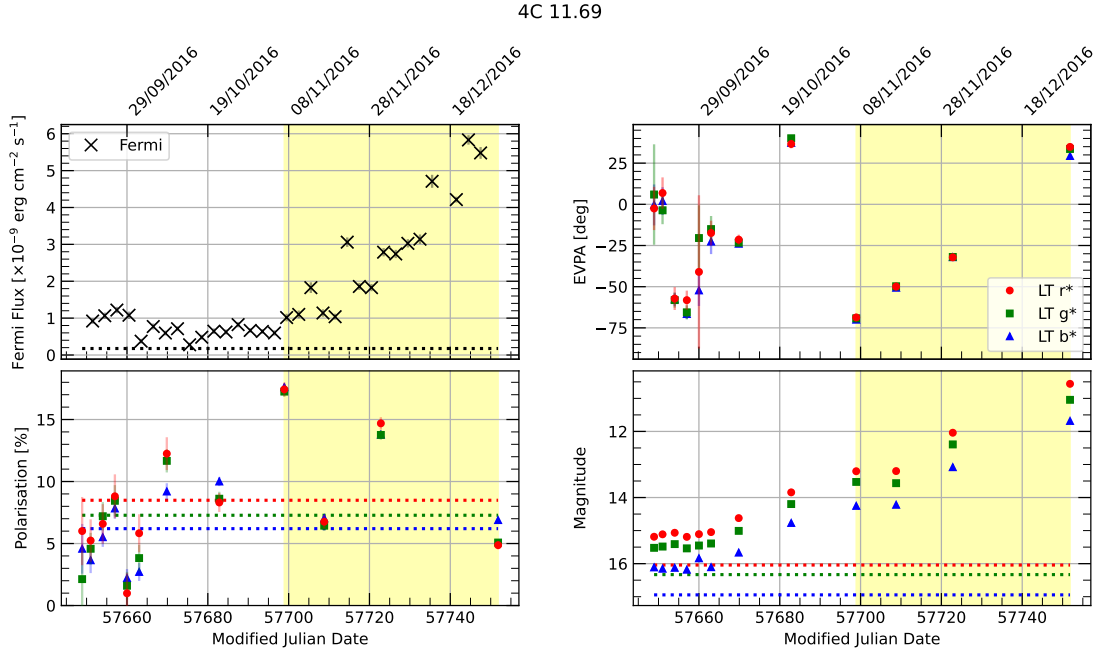 4C 11.69
29/09/2016 19/10/2016 08/11/2016 28/11/2016 18/12/2016
Fermi Flux [×10⁻⁹ erg cm⁻² s⁻¹]
6
5
4
3
2
1
0
Fermi
29/09/2016 19/10/2016 08/11/2016 28/11/2016 18/12/2016
EVPA [deg]
25
0
−25
−50
−75
LT r*
LT g*
LT b*
Polarisation [%]
15
10
5
0
57660 57680 57700 57720 57740
Modified Julian Date
Magnitude
12
14
16
57660 57680 57700 57720 57740
Modified Julian Date